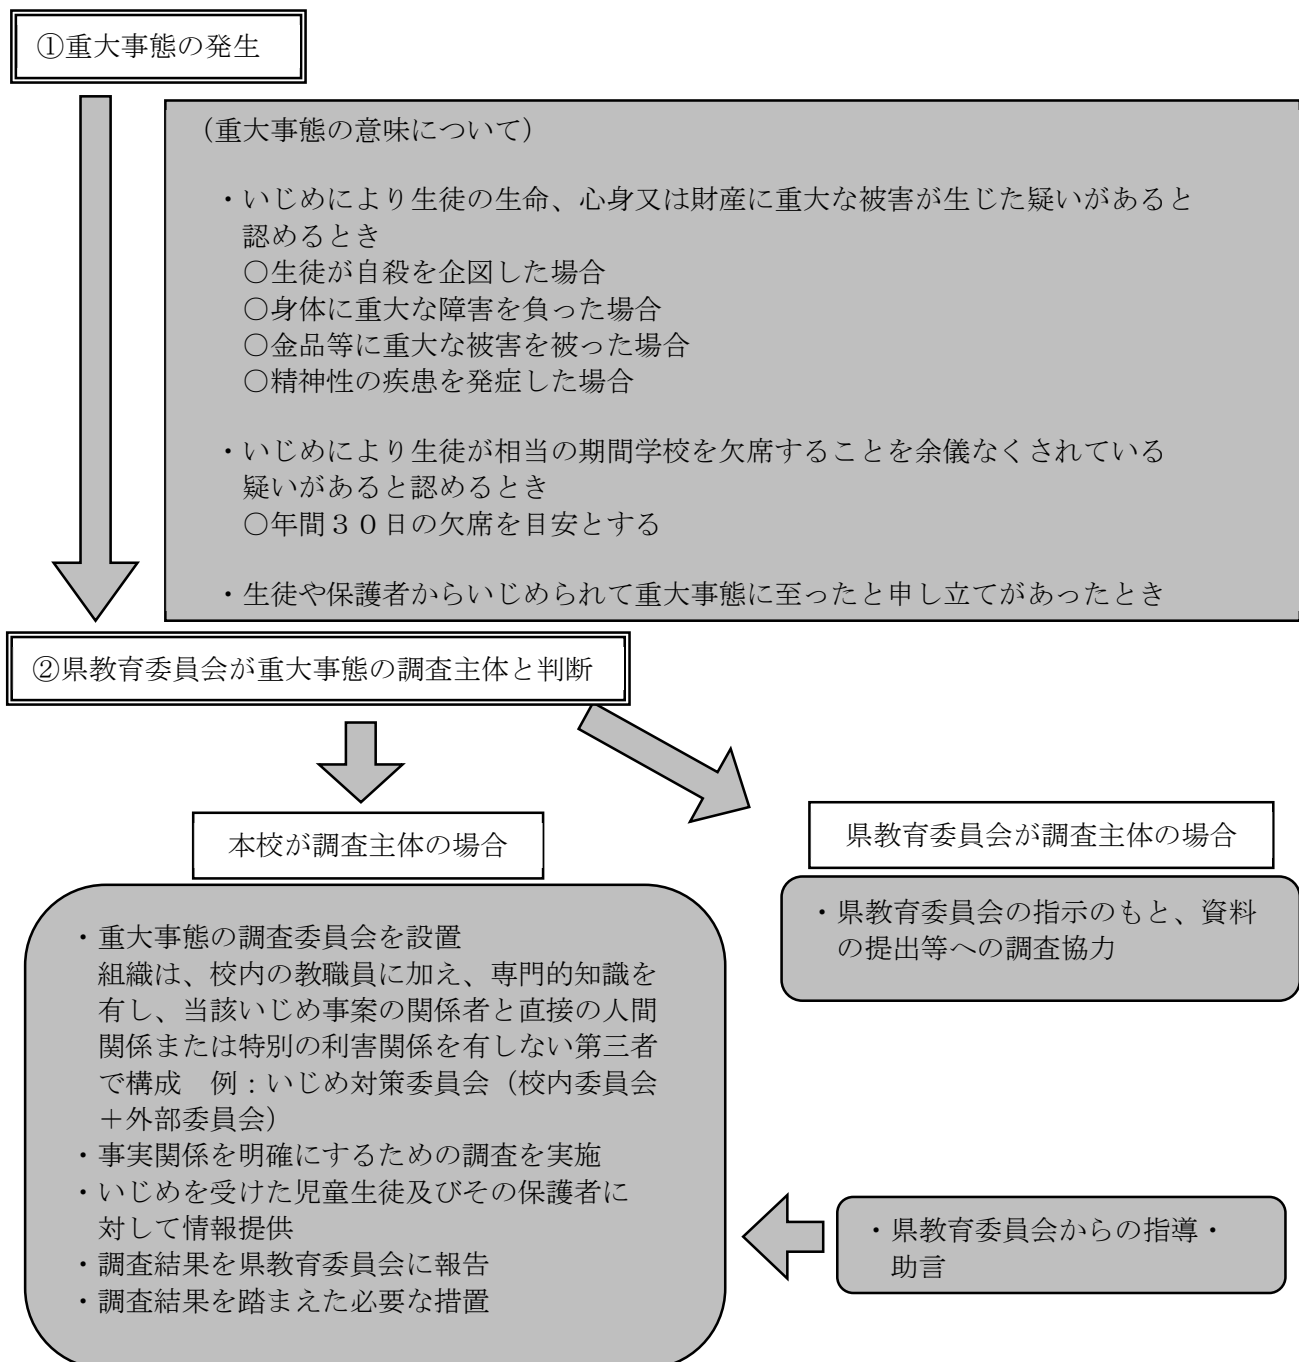 ①重大事態の発生
(重大事態の意味について)
・いじめにより生徒の生命、心身又は財産に重大な被害が生じた疑いがあると
認めるとき
○生徒が自殺を企図した場合
○身体に重大な障害を負った場合
○金品等に重大な被害を被った場合
○精神性の疾患を発症した場合
・いじめにより生徒が相当の期間学校を欠席することを余儀なくされている
疑いがあると認めるとき
○年間30日の欠席を目安とする
・生徒や保護者からいじめられて重大事態に至ったと申し立てがあったとき
②県教育委員会が重大事態の調査主体と判断
本校が調査主体の場合
・重大事態の調査委員会を設置
組織は、校内の教職員に加え、専門的知識を
有し、当該いじめ事案の関係者と直接の人間
関係または特別の利害関係を有しない第三者
で構成 例:いじめ対策委員会(校内委員会
+外部委員会)
・事実関係を明確にするための調査を実施
・いじめを受けた児童生徒及びその保護者に
対して情報提供
・調査結果を県教育委員会に報告
・調査結果を踏まえた必要な措置
県教育委員会が調査主体の場合
・県教育委員会の指示のもと、資料
の提出等への調査協力
・県教育委員会からの指導・
助言